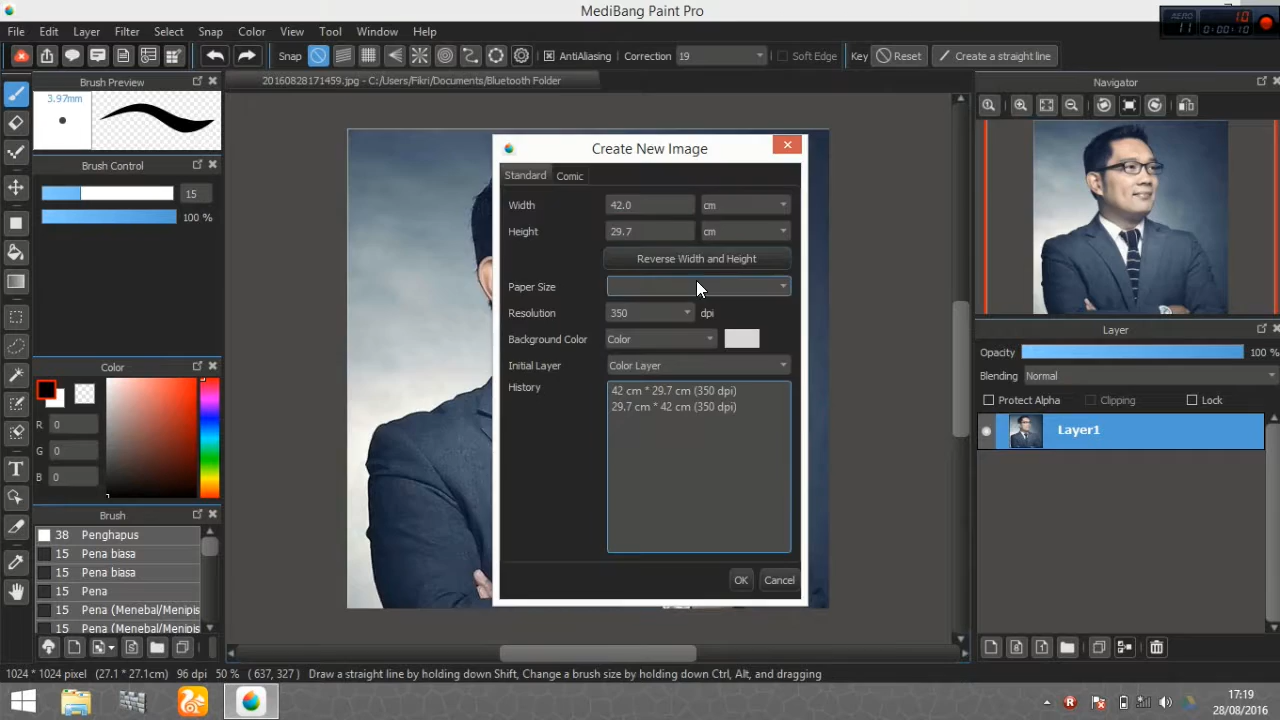 MediBang Paint Pro
File Edit Layer Filter Select Snap Color View Tool Window Help
10
11
0:00:10
Snap AntiAliasing Correction 19 Soft Edge Key Reset Create a straight line
Brush Preview
20160828171459.jpg - C:/Users/Fikri/Documents/Bluetooth Folder
Navigator
3.97mm
Brush Control
15
100 %
Create New Image
Standard Comic
Width 42.0 cm
Height 29.7 cm
Reverse Width and Height
Paper Size
Resolution 350 dpi
Background Color Color
Initial Layer Color Layer
History
42 cm * 29.7 cm (350 dpi)
29.7 cm * 42 cm (350 dpi)
OK Cancel
Color
R 0
G 0
B 0
Layer
Opacity 100 %
Blending Normal
Protect Alpha Clipping Lock
Layer1
T
Brush
38 Penghapus
15 Pena biasa
15 Pena biasa
15 Pena
15 Pena (Menebal/Menipis
15 Pena (Menebal/Menipis
1024 * 1024 pixel (27.1 * 27.1cm) 96 dpi 50 % ( 637, 327 ) Draw a straight line by holding down Shift, Change a brush size by holding down Ctrl, Alt, and dragging
17:19
28/08/2016